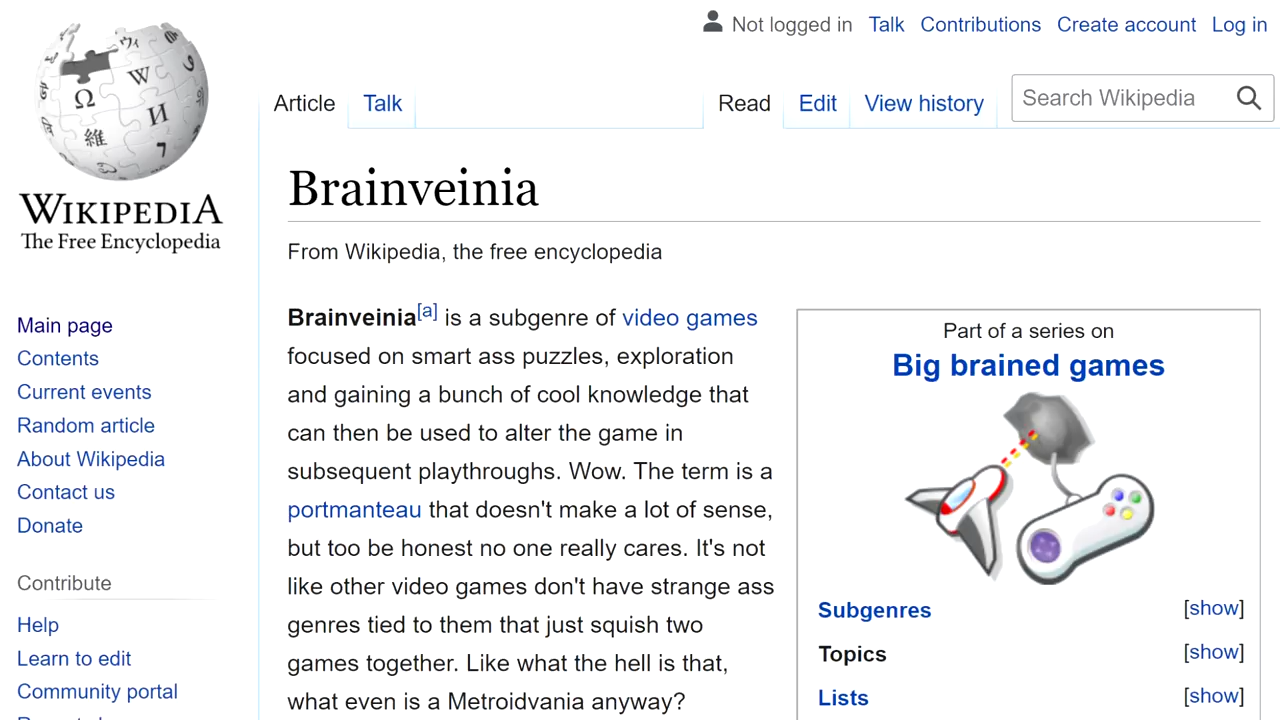 Not logged in Talk Contributions Create account Log in
Article Talk Read Edit View history Search Wikipedia
Ω W И 維 ウィ
WIKIPEDIA
The Free Encyclopedia
Main page
Contents
Current events
Random article
About Wikipedia
Contact us
Donate
Contribute
Help
Learn to edit
Community portal
Brainveinia
From Wikipedia, the free encyclopedia
Brainveinia[a] is a subgenre of video games
focused on smart ass puzzles, exploration
and gaining a bunch of cool knowledge that
can then be used to alter the game in
subsequent playthroughs. Wow. The term is a
portmanteau that doesn't make a lot of sense,
but too be honest no one really cares. It's not
like other video games don't have strange ass
genres tied to them that just squish two
games together. Like what the hell is that,
what even is a Metroidvania anyway?
Part of a series on
Big brained games
Subgenres [show]
Topics [show]
Lists [show]